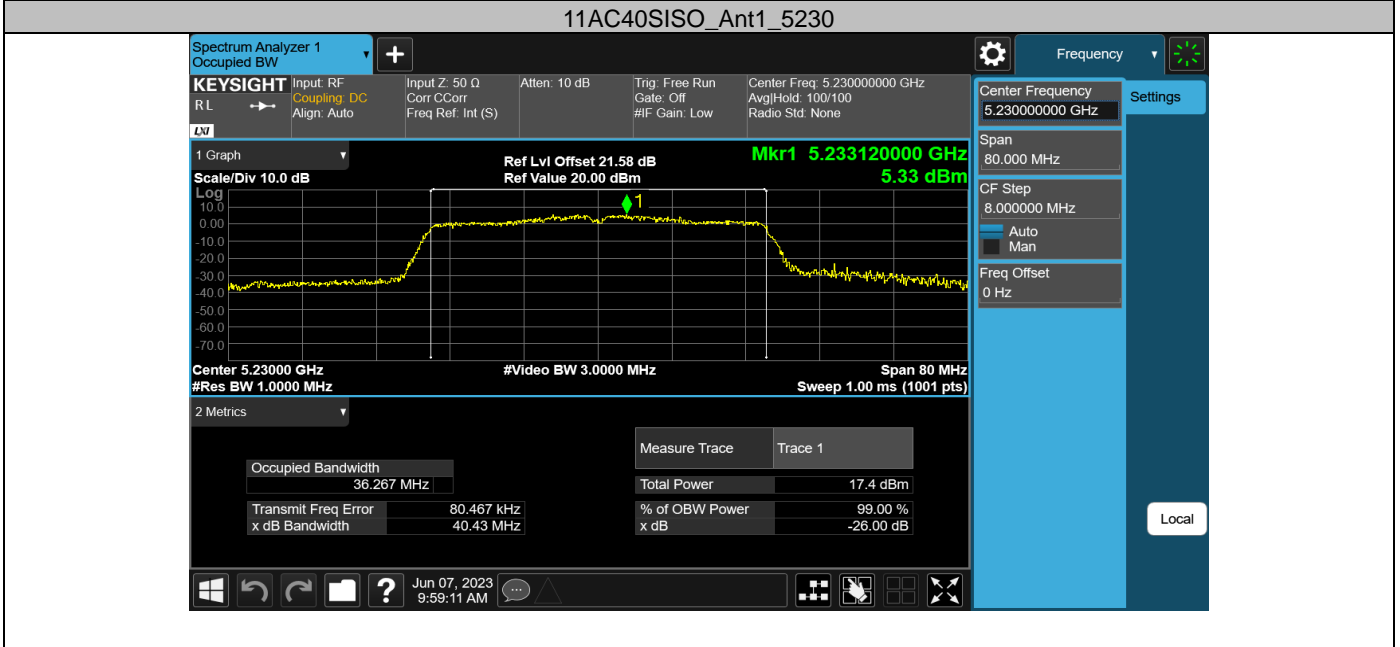 11AC40SISO_Ant1_5230
Spectrum Analyzer 1
Occupied BW
+
Frequency
KEYSIGHT
R L
LXI
Input: RF
Coupling: DC
Align: Auto
Input Z: 50 Ω
Corr CCorr
Freq Ref: Int (S)
Atten: 10 dB
Trig: Free Run
Gate: Off
#IF Gain: Low
Center Freq: 5.230000000 GHz
Avg|Hold: 100/100
Radio Std: None
Center Frequency
5.230000000 GHz
Settings
Span
80.000 MHz
CF Step
8.000000 MHz
Auto
Man
Freq Offset
0 Hz
Local
1 Graph
Scale/Div 10.0 dB
Ref Lvl Offset 21.58 dB
Ref Value 20.00 dBm
Mkr1 5.233120000 GHz
5.33 dBm
Log
1
10.0
0.00
-10.0
-20.0
-30.0
-40.0
-50.0
-60.0
-70.0
Center 5.23000 GHz
#Video BW 3.0000 MHz
Span 80 MHz
#Res BW 1.0000 MHz
Sweep 1.00 ms (1001 pts)
2 Metrics
Measure Trace Trace 1
Occupied Bandwidth
36.267 MHz
Total Power 17.4 dBm
Transmit Freq Error 80.467 kHz
% of OBW Power 99.00 %
x dB Bandwidth 40.43 MHz
x dB -26.00 dB
?
Jun 07, 2023
9:59:11 AM